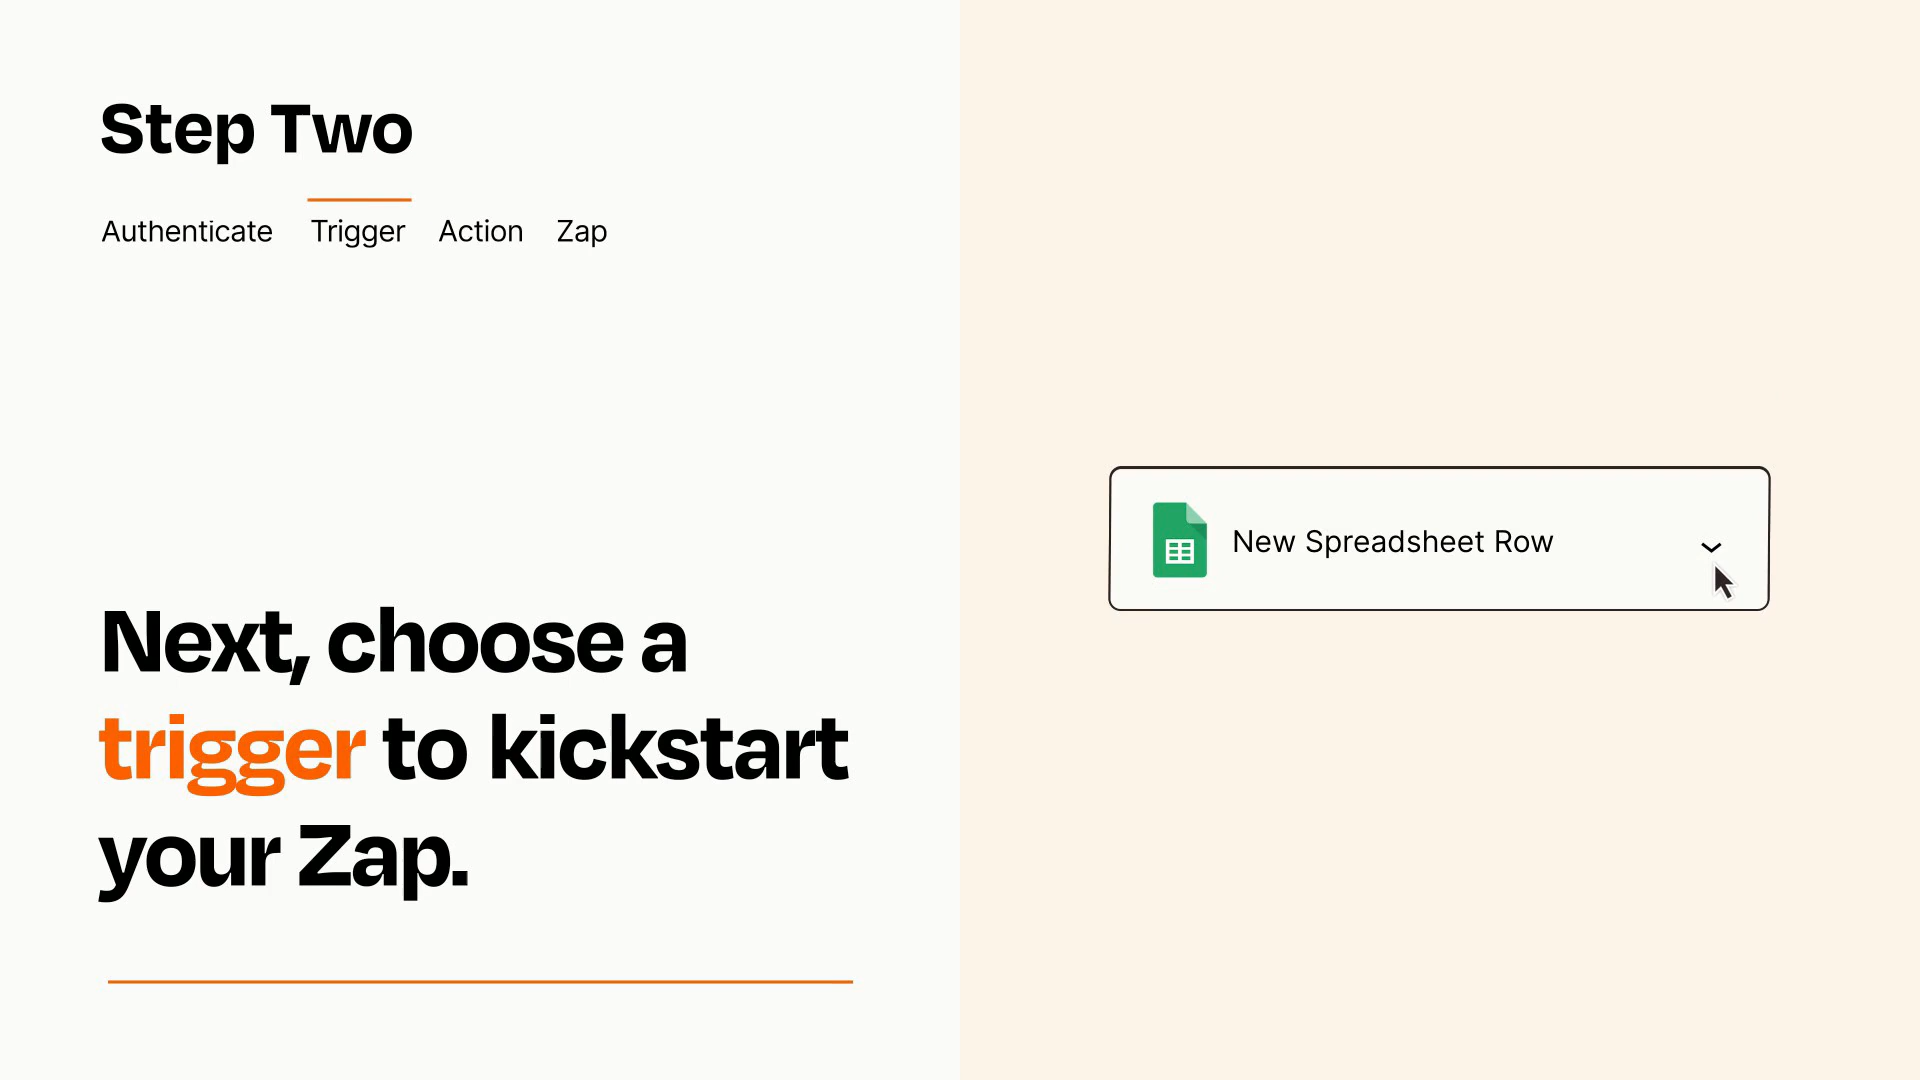 Step Two
Authenticate Trigger Action Zap
Next, choose a
trigger to kickstart
your Zap.
New Spreadsheet Row